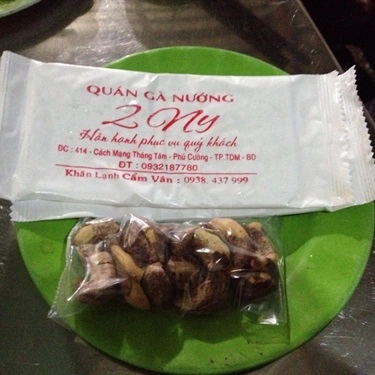 QUÁN GÀ NƯỚNG
2 Ny
Hân hạnh phục vụ quý khách
ĐC : 414 - Cách Mạng Tháng Tám - Phú Cường - TP.TDM - BD
ĐT : 0932187780
Khăn Lạnh Cẩm Vân : 0938. 437 999